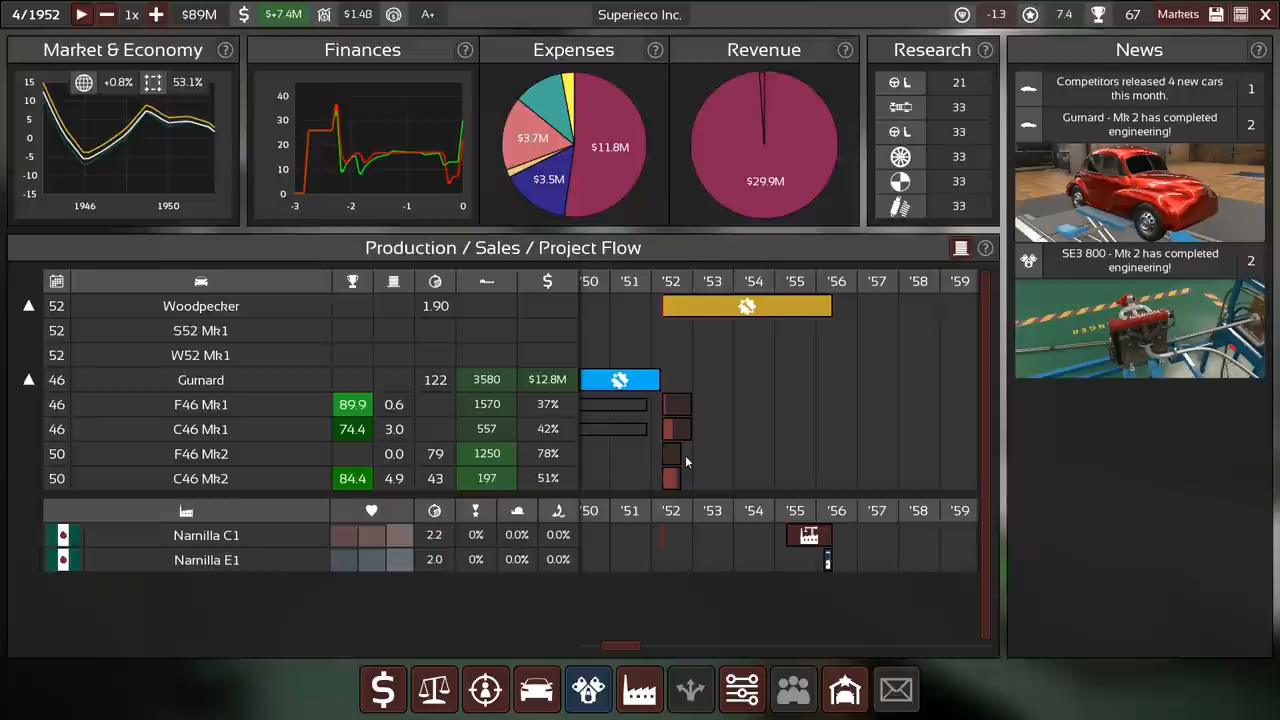 4/1952 1x $89M $+7.4M $1.4B A+ Superieco Inc. -1.3 7.4 67 Markets
Market & Economy ?
+0.8% 53.1%
15
10
5
0
-5
-10
-15
1946 1950
Finances ?
40
30
20
10
0
-3 -2 -1 0
Expenses ?
$3.7M
$11.8M
$3.5M
Revenue ?
$29.9M
Research ?
L 21
33
L 33
33
33
33
News ?
Competitors released 4 new cars this month. 1
Gurnard - Mk 2 has completed engineering! 2
SE3 800 - Mk 2 has completed engineering! 2
Production / Sales / Project Flow ?
$ '50 '51 '52 '53 '54 '55 '56 '57 '58 '59
52 Woodpecker 1.90
52 S52 Mk1
52 W52 Mk1
46 Gurnard 122 3580 $12.8M
46 F46 Mk1 89.9 0.6 1570 37%
46 C46 Mk1 74.4 3.0 557 42%
50 F46 Mk2 0.0 79 1250 78%
50 C46 Mk2 84.4 4.9 43 197 51%
'50 '51 '52 '53 '54 '55 '56 '57 '58 '59
Narnilla C1 2.2 0% 0.0% 0.0%
Narnilla E1 2.0 0% 0.0% 0.0%
$